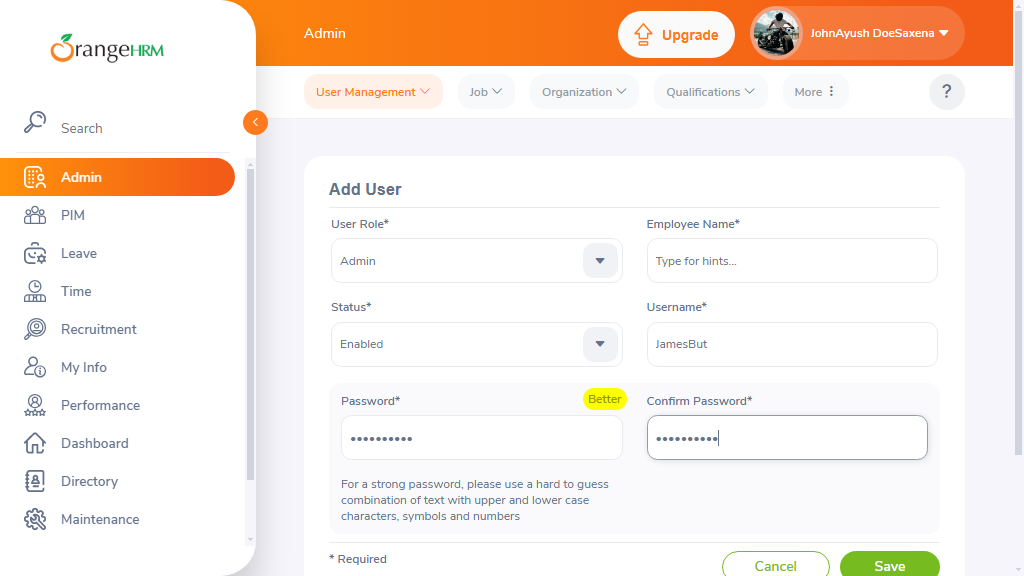 OrangeHRM
Search
Admin
PIM
Leave
Time
Recruitment
My Info
Performance
Dashboard
Directory
Maintenance
Admin
Upgrade
JohnAyush DoeSaxena
User Management
Job
Organization
Qualifications
More
?
Add User
User Role*
Employee Name*
Admin
Type for hints...
Status*
Username*
Enabled
JamesBut
Password*
Better
Confirm Password*
••••••••••
••••••••••
For a strong password, please use a hard to guess
combination of text with upper and lower case
characters, symbols and numbers
* Required
Cancel
Save